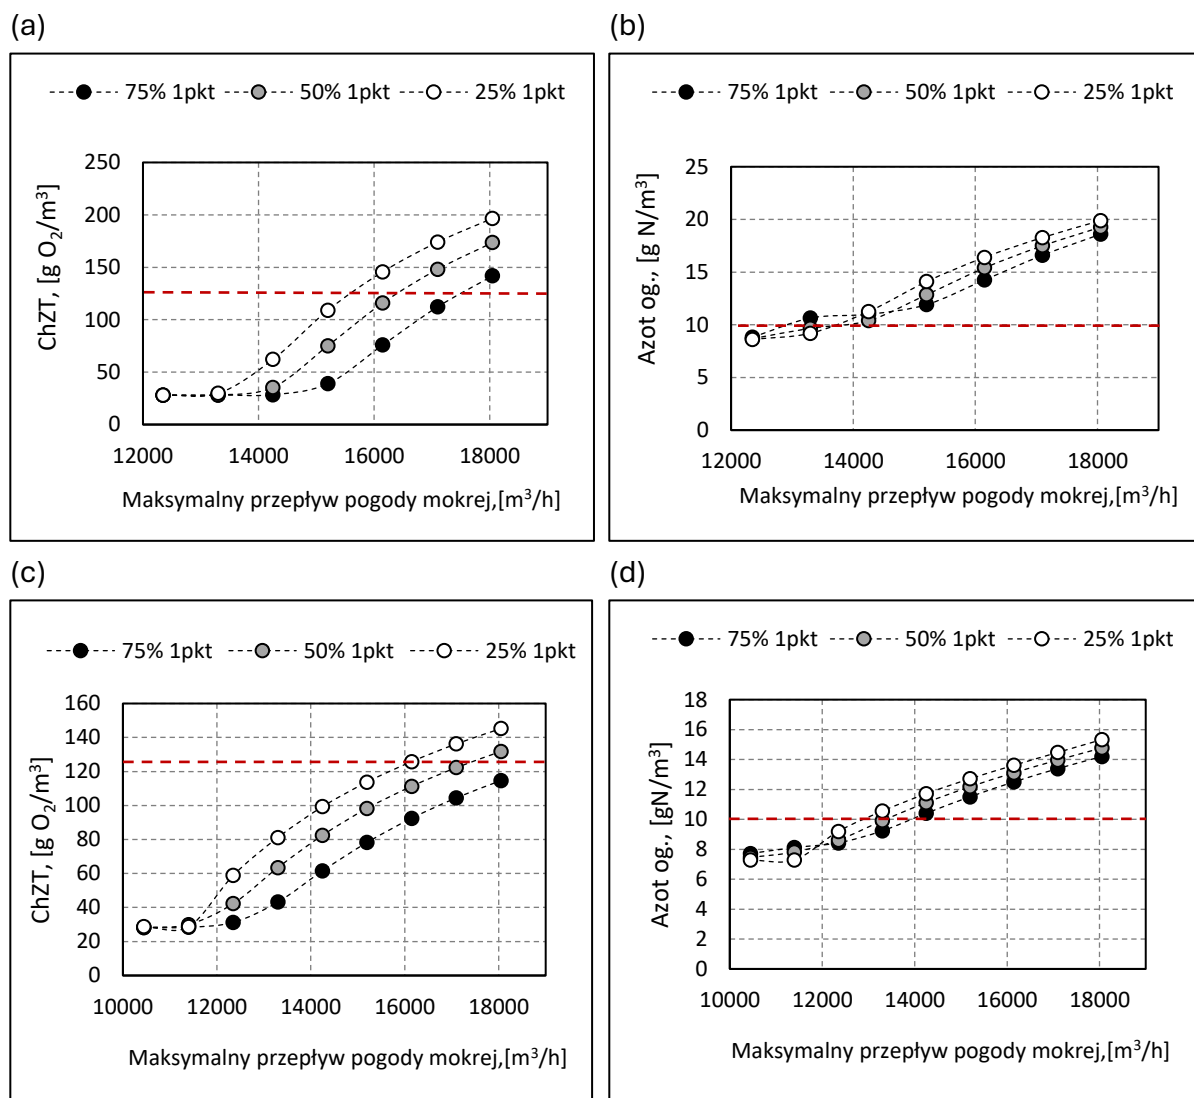 (a)
75% 1pkt 50% 1pkt 25% 1pkt
250
200
150
100
50
0
ChZT, [g O₂/m³]
12000 14000 16000 18000
Maksymalny przepływ pogody mokrej,[m³/h]
(b)
75% 1pkt 50% 1pkt 25% 1pkt
25
20
15
10
5
0
Azot og., [g N/m³]
12000 14000 16000 18000
Maksymalny przepływ pogody mokrej,[m³/h]
(c)
75% 1pkt 50% 1pkt 25% 1pkt
160
140
120
100
80
60
40
20
0
ChZT, [g O₂/m³]
10000 12000 14000 16000 18000
Maksymalny przepływ pogody mokrej,[m³/h]
(d)
75% 1pkt 50% 1pkt 25% 1pkt
18
16
14
12
10
8
6
4
2
0
Azot og., [gN/m³]
10000 12000 14000 16000 18000
Maksymalny przepływ pogody mokrej,[m³/h]